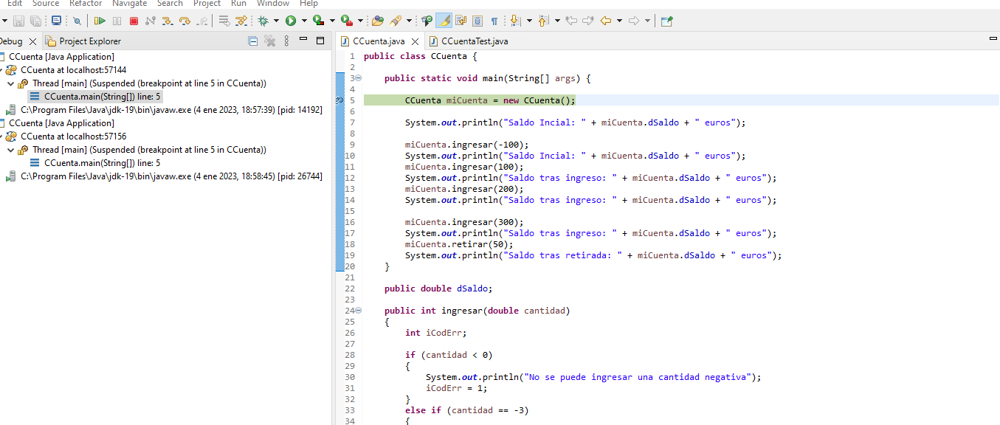 Edit Source Refactor Navigate Search Project Run Window Help
Debug Project Explorer
CCuenta [Java Application]
CCuenta at localhost:57144
Thread [main] (Suspended (breakpoint at line 5 in CCuenta))
CCuenta.main(String[]) line: 5
C:\Program Files\Java\jdk-19\bin\javaw.exe (4 ene 2023, 18:57:39) [pid: 14192]
CCuenta [Java Application]
CCuenta at localhost:57156
Thread [main] (Suspended (breakpoint at line 5 in CCuenta))
CCuenta.main(String[]) line: 5
C:\Program Files\Java\jdk-19\bin\javaw.exe (4 ene 2023, 18:58:45) [pid: 26744]
CCuenta.java CCuentaTest.java
1 public class CCuenta {
2
3 public static void main(String[] args) {
4
5 CCuenta miCuenta = new CCuenta();
6
7 System.out.println("Saldo Incial: " + miCuenta.dSaldo + " euros");
8
9 miCuenta.ingresar(-100);
10 System.out.println("Saldo Incial: " + miCuenta.dSaldo + " euros");
11 miCuenta.ingresar(100);
12 System.out.println("Saldo tras ingreso: " + miCuenta.dSaldo + " euros");
13 miCuenta.ingresar(200);
14 System.out.println("Saldo tras ingreso: " + miCuenta.dSaldo + " euros");
15
16 miCuenta.ingresar(300);
17 System.out.println("Saldo tras ingreso: " + miCuenta.dSaldo + " euros");
18 miCuenta.retirar(50);
19 System.out.println("Saldo tras retirada: " + miCuenta.dSaldo + " euros");
20 }
21
22 public double dSaldo;
23
24 public int ingresar(double cantidad)
25 {
26 int iCodErr;
27
28 if (cantidad < 0)
29 {
30 System.out.println("No se puede ingresar una cantidad negativa");
31 iCodErr = 1;
32 }
33 else if (cantidad == -3)
34 {